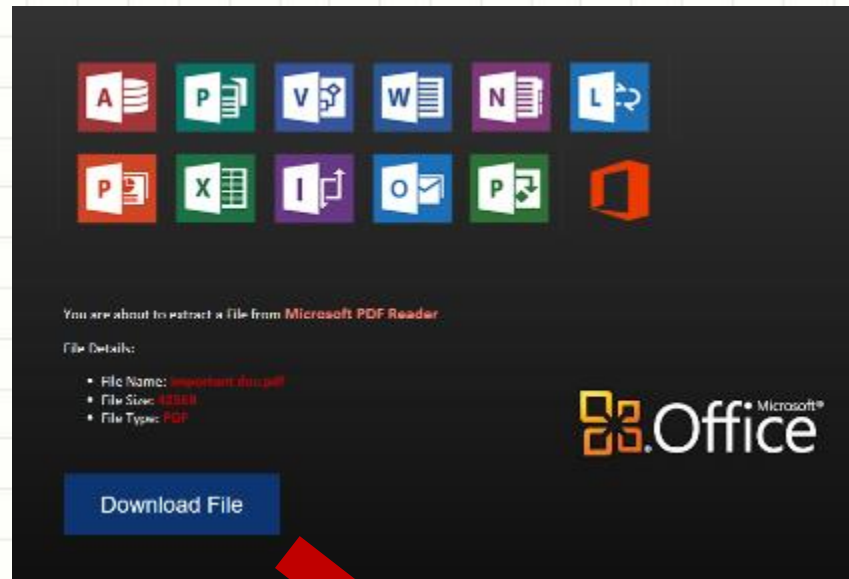 A P V W N L
P X I O P
You are about to extract a File from Microsoft PDF Reader
File Details:
File Name: Important doc.pdf
File Size:
File Type: PDF
Microsoft®
Office
Download File